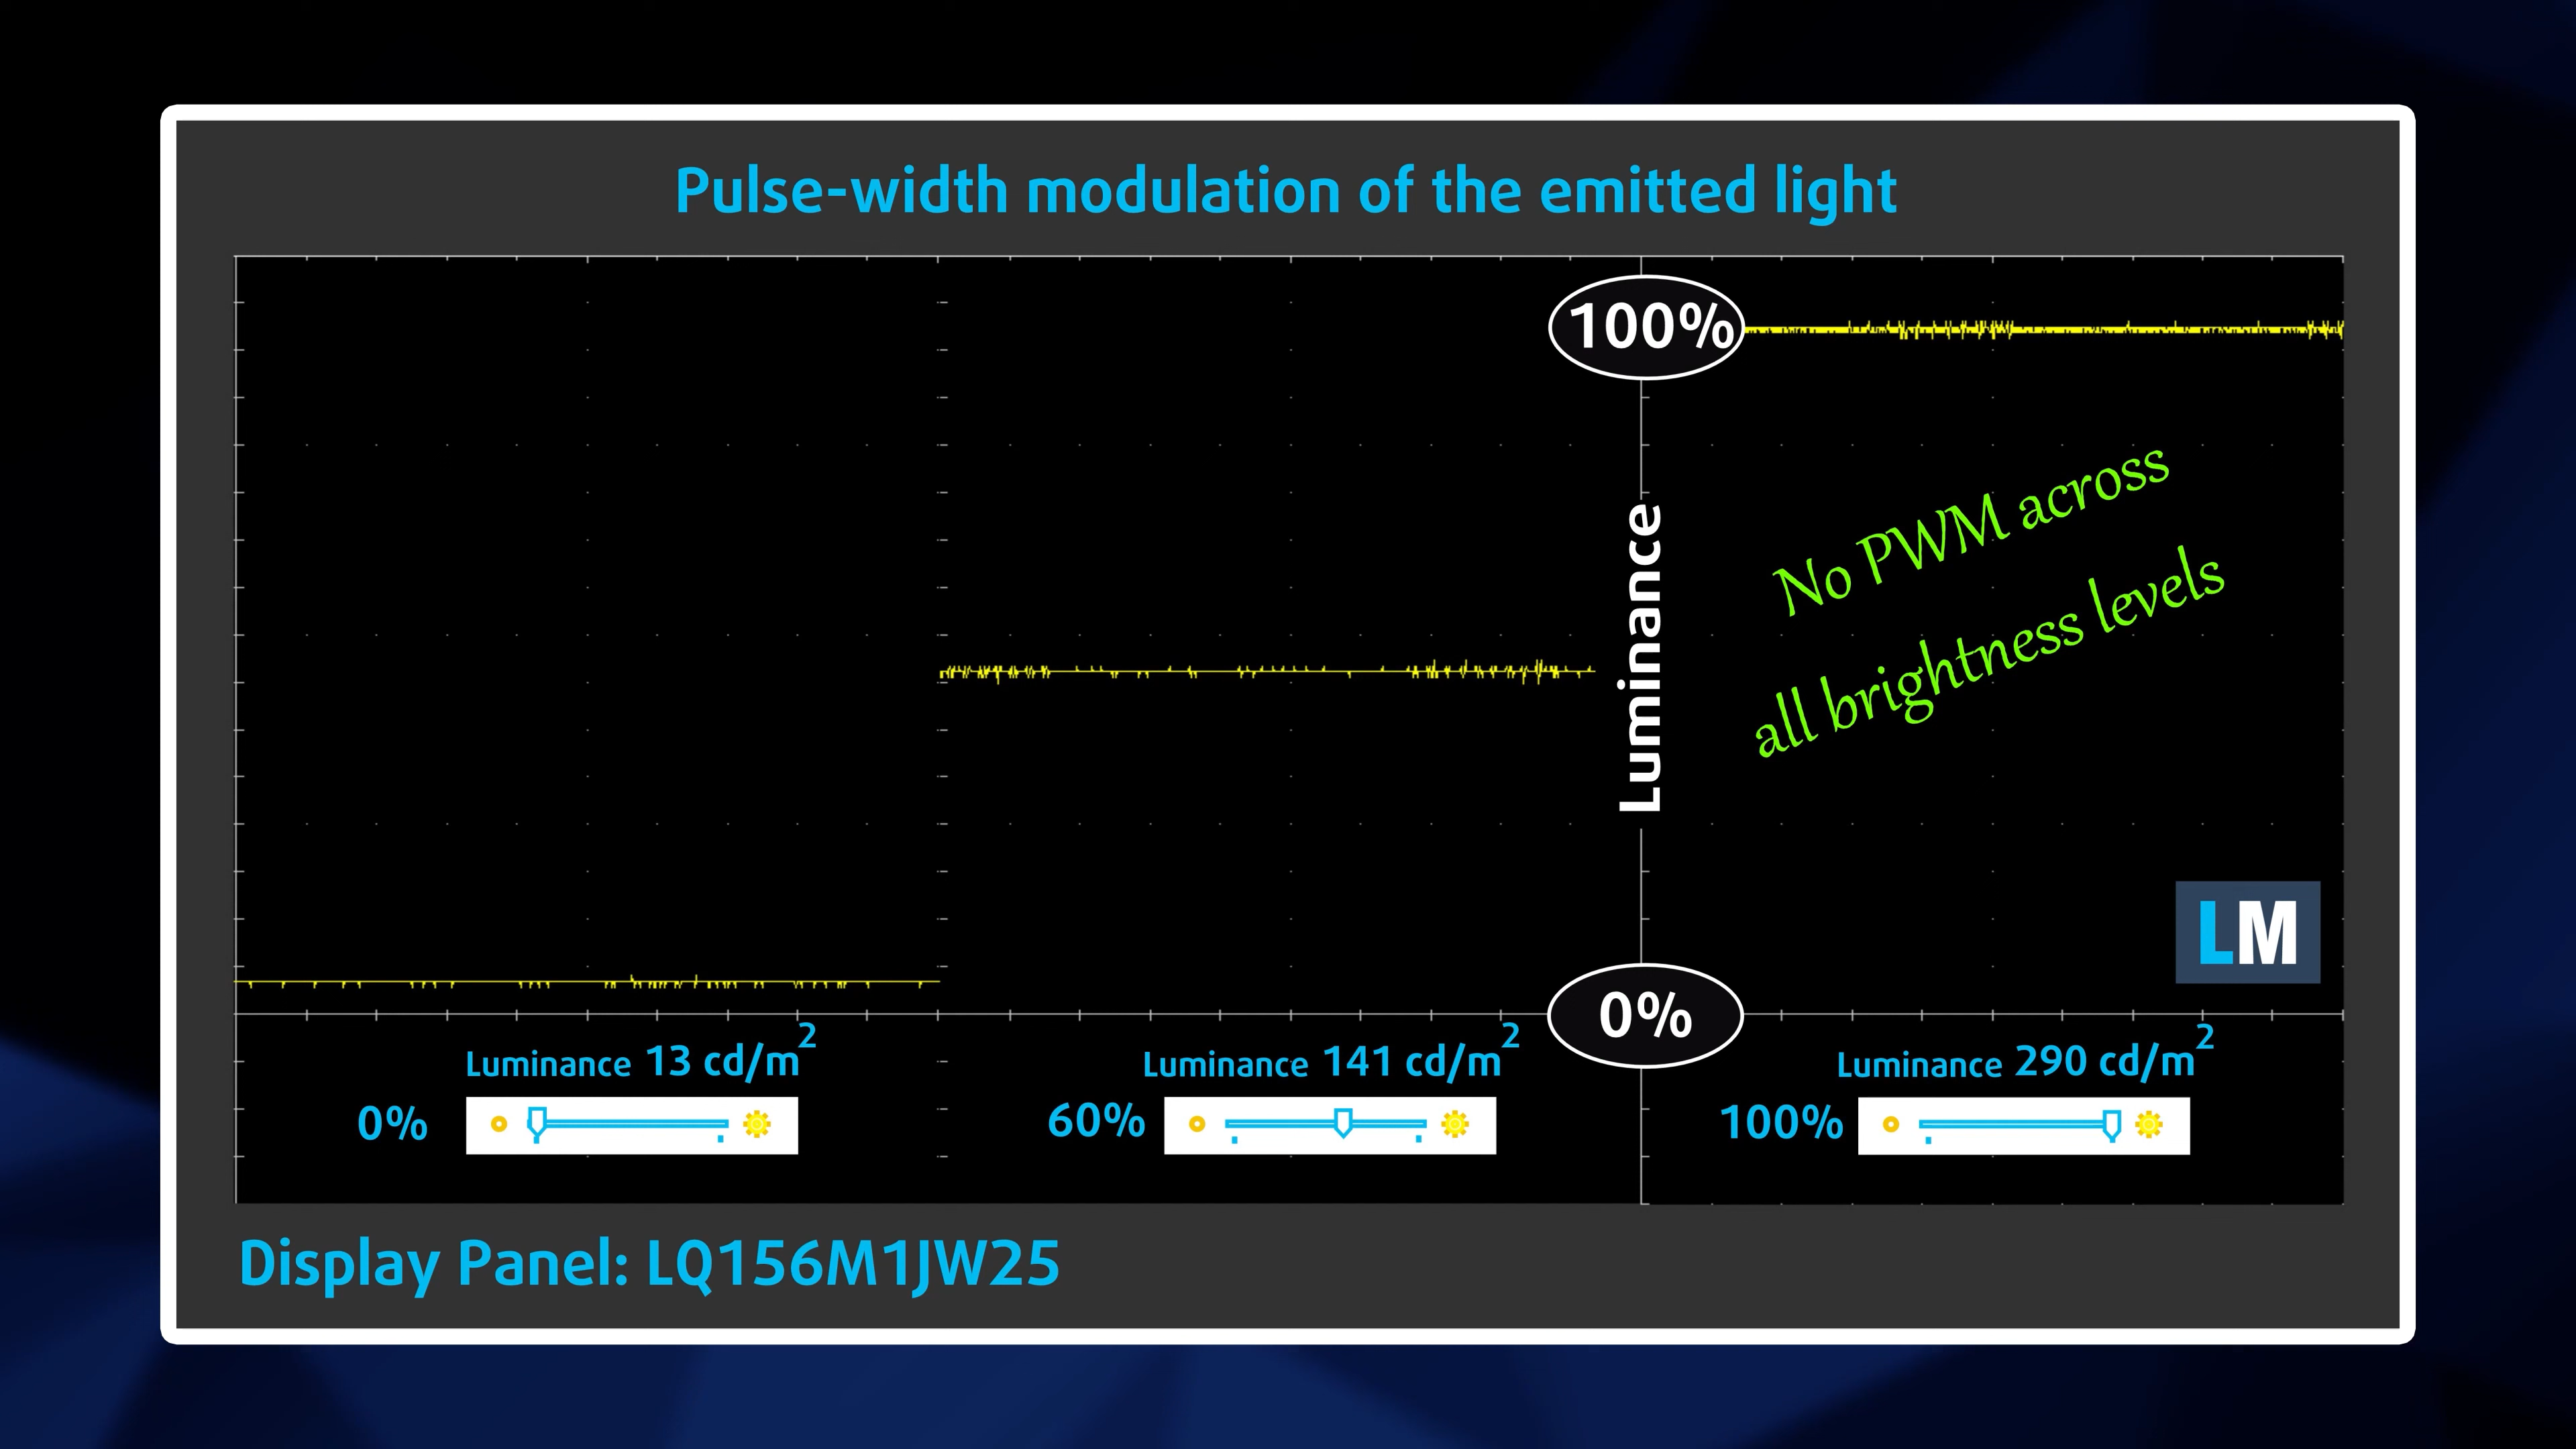 Pulse-width modulation of the emitted light
100%
Luminance
No PWM across
all brightness levels
LM
0%
Luminance 13 cd/m²
Luminance 141 cd/m²
Luminance 290 cd/m²
0%
60%
100%
Display Panel: LQ156M1JW25